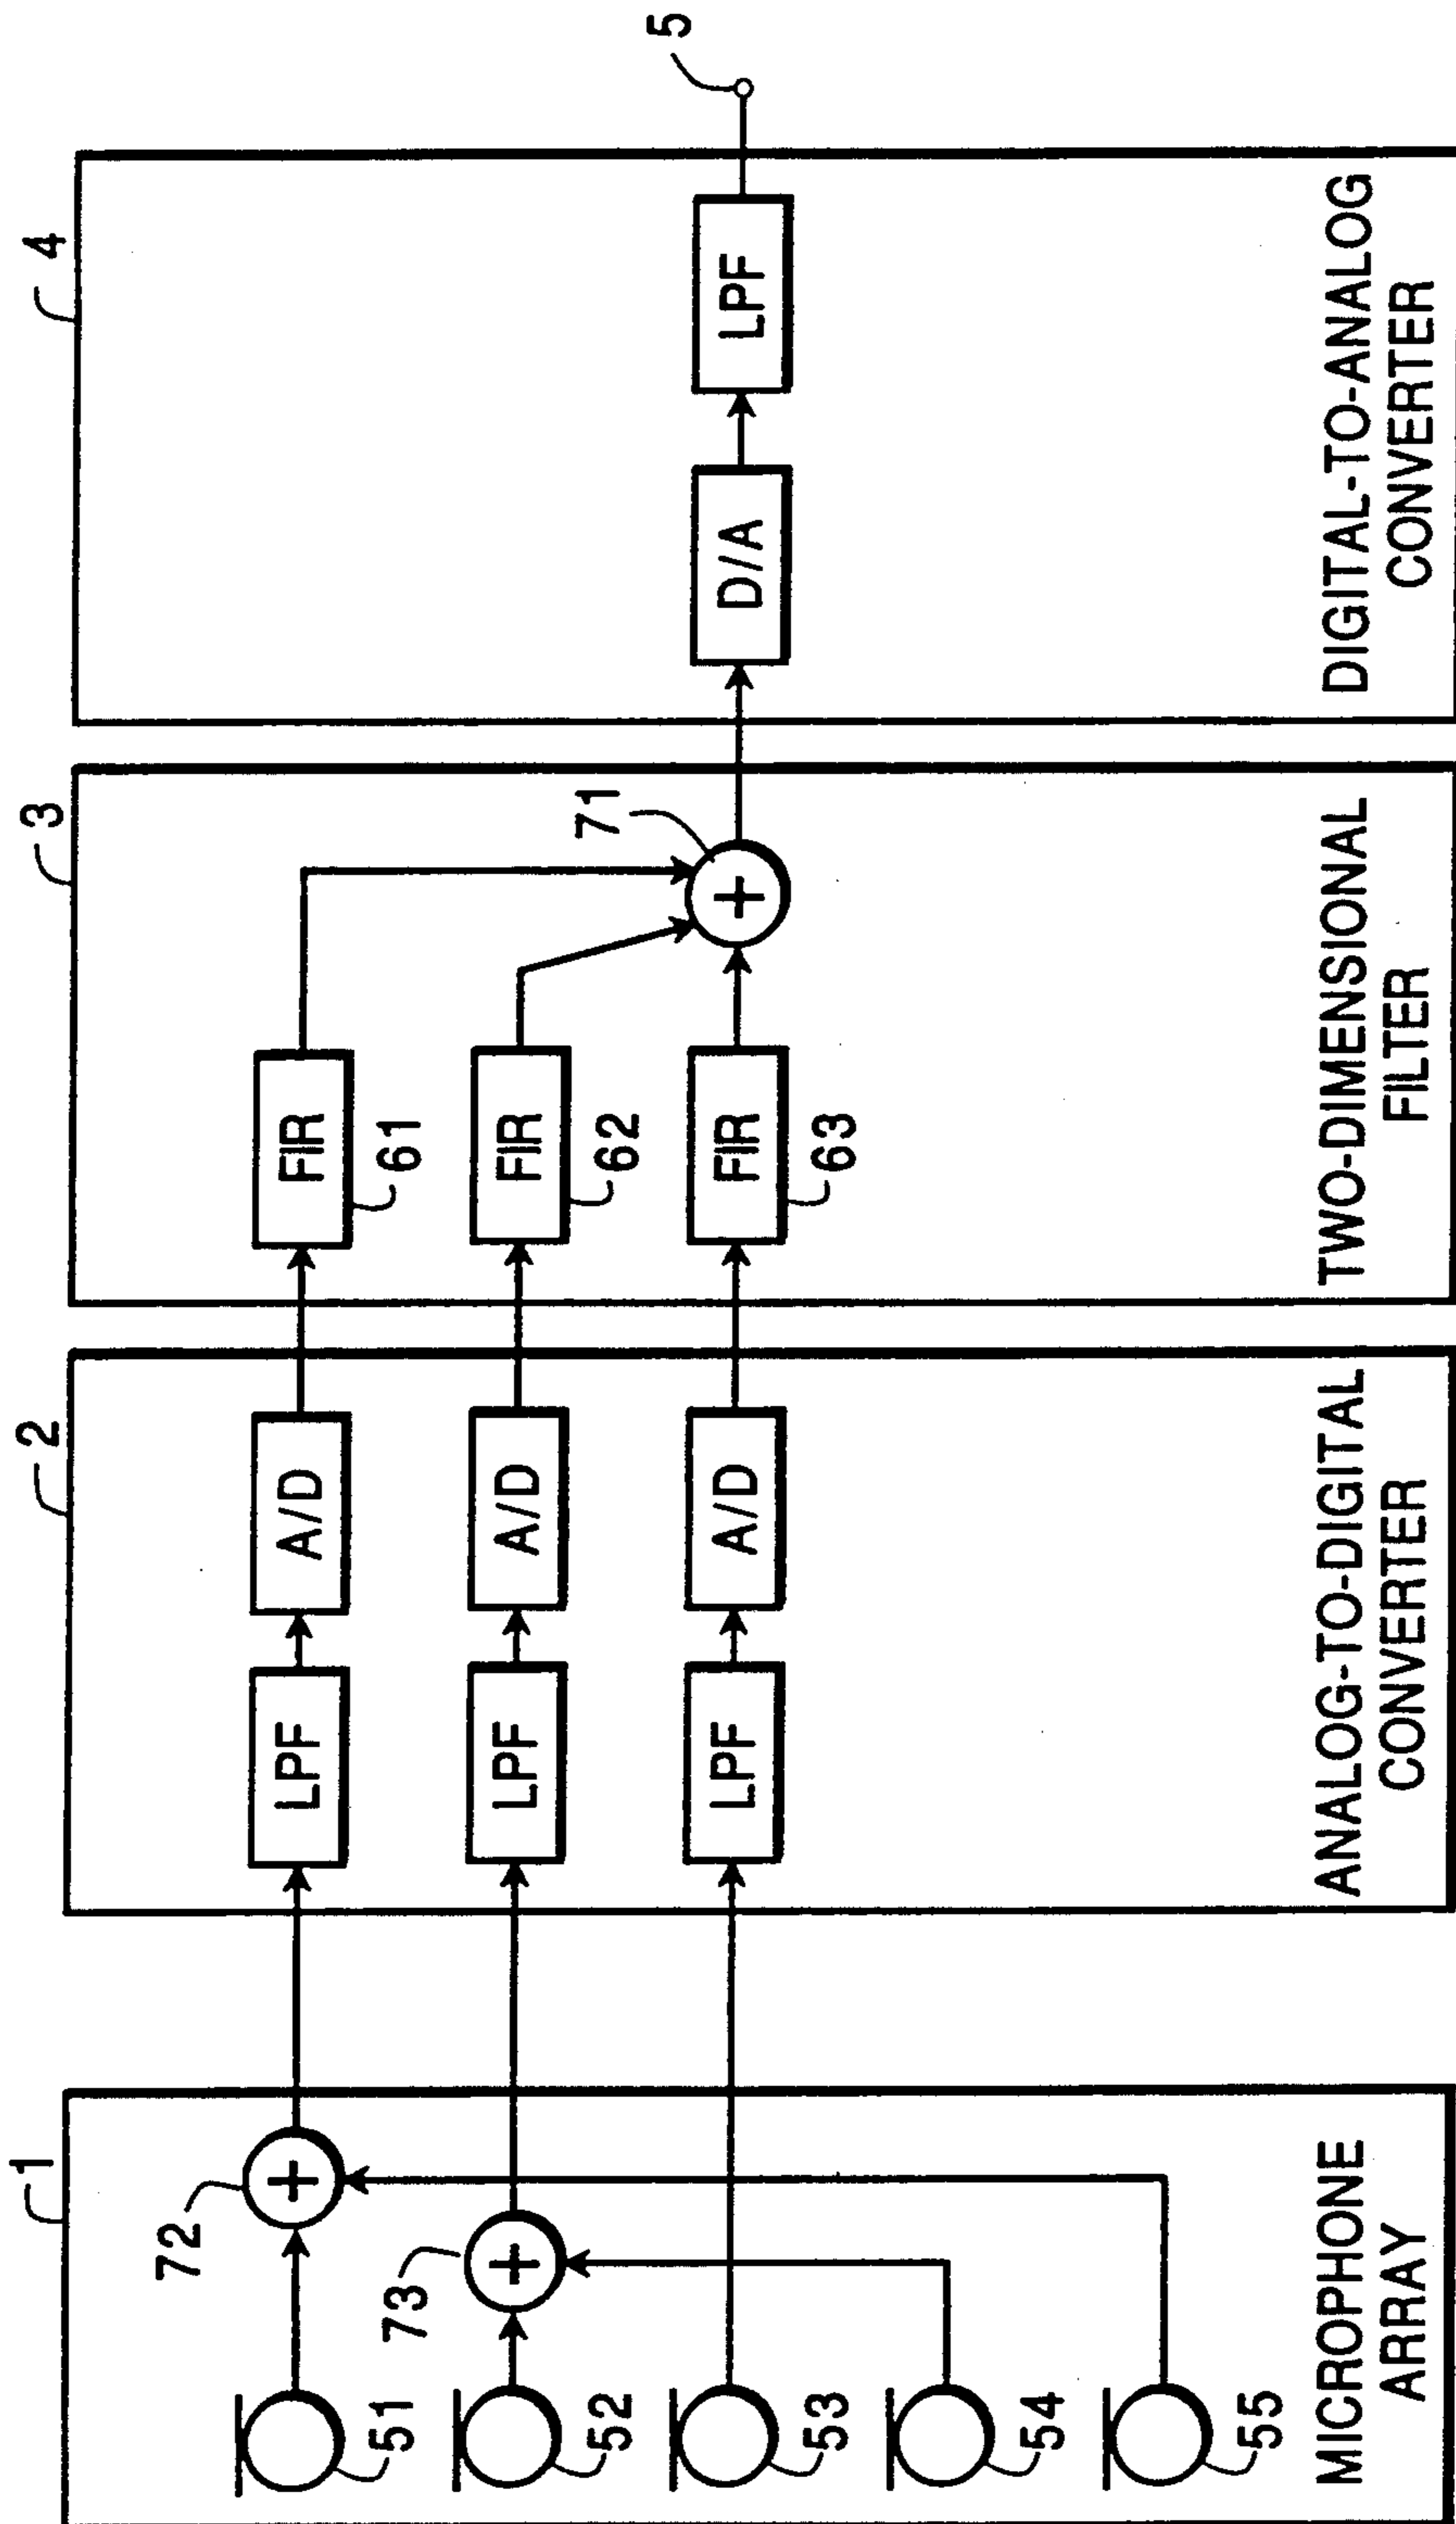 1
72
73
51
52
53
54
55
MICROPHONE
ARRAY
2
LPF
A/D
LPF
A/D
LPF
A/D
ANALOG-TO-DIGITAL
CONVERTER
3
FIR
61
FIR
62
FIR
63
71
TWO-DIMENSIONAL
FILTER
4
D/A
LPF
DIGITAL-TO-ANALOG
CONVERTER
5